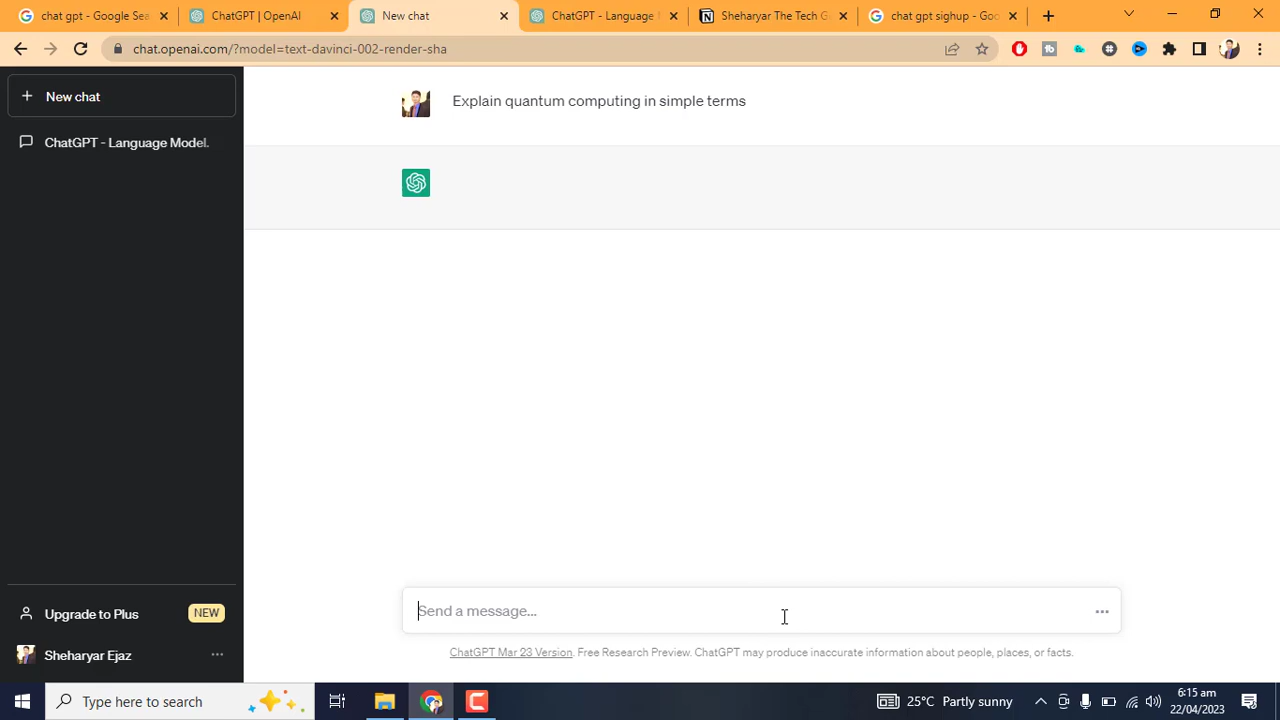 chat gpt - Google Sea
ChatGPT | OpenAI
New chat
ChatGPT - Language M
Sheharyar The Tech G
chat gpt sighup - Goo
chat.openai.com/?model=text-davinci-002-render-sha
New chat
ChatGPT - Language Model.
Explain quantum computing in simple terms
Send a message...
ChatGPT Mar 23 Version. Free Research Preview. ChatGPT may produce inaccurate information about people, places, or facts.
Upgrade to Plus
NEW
Sheharyar Ejaz
Type here to search
25°C Partly sunny
6:15 am
22/04/2023